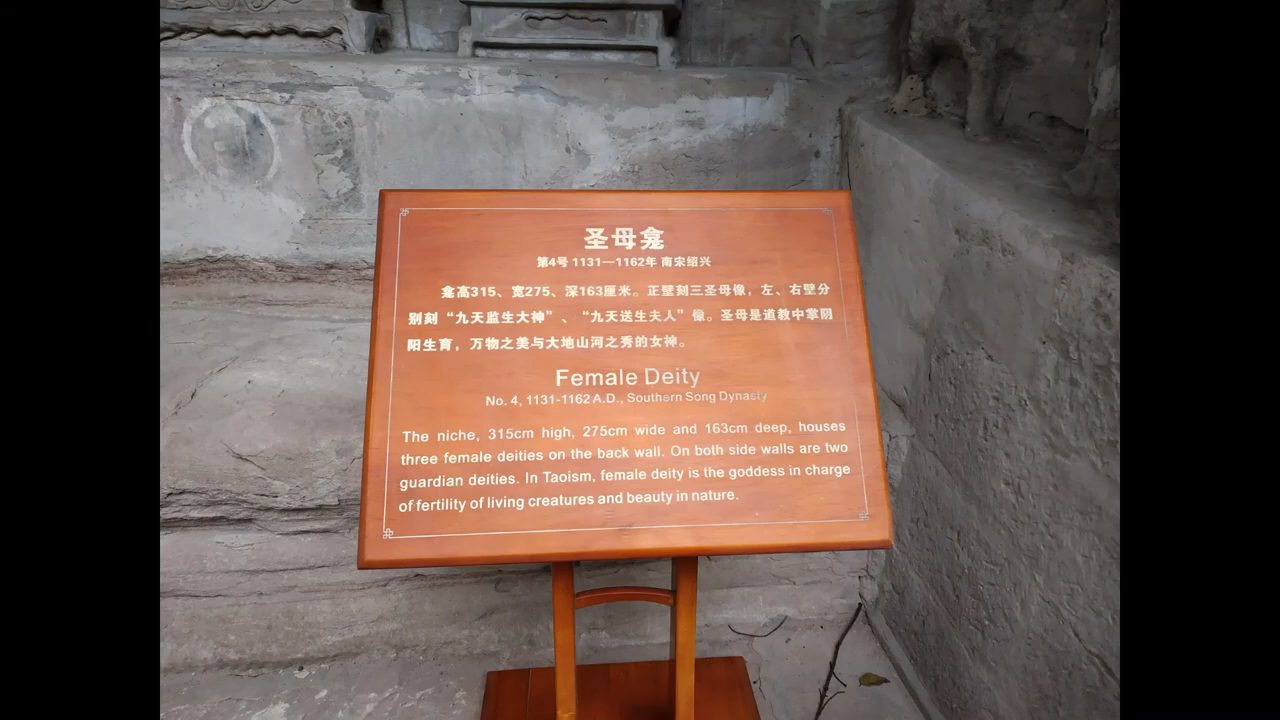 圣母龛
第4号 1131—1162年 南宋绍兴
龛高315、宽275、深163厘米。正壁刻三圣母像，左、右壁分
别刻“九天监生大神”、“九天送生夫人”像。圣母是道教中掌阴
阳生育，万物之美与大地山河之秀的女神。
Female Deity
No. 4, 1131-1162 A.D., Southern Song Dynasty
The niche, 315cm high, 275cm wide and 163cm deep, houses
three female deities on the back wall. On both side walls are two
guardian deities. In Taoism, female deity is the goddess in charge
of fertility of living creatures and beauty in nature.